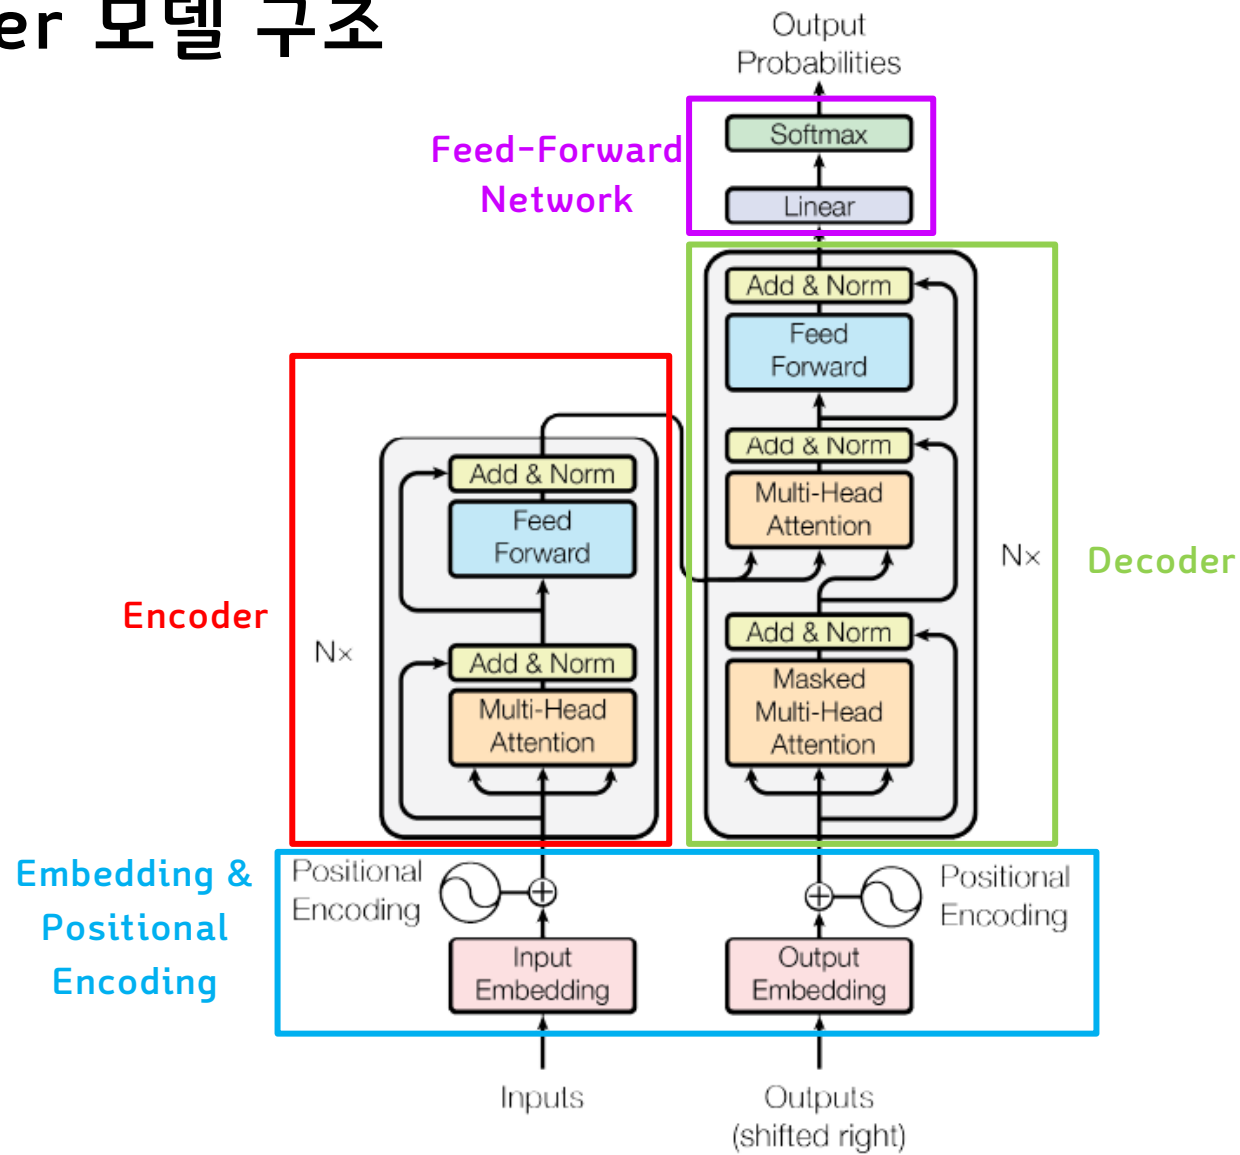 er 모델 구조
Output
Probabilities
Feed-Forward
Network
Softmax
Linear
Add & Norm
Feed
Forward
Add & Norm
Multi-Head
Attention
Nx
Decoder
Add & Norm
Masked
Multi-Head
Attention
Encoder
Nx
Add & Norm
Feed
Forward
Add & Norm
Multi-Head
Attention
Embedding &
Positional
Encoding
Positional
Encoding
Input
Embedding
Inputs
Positional
Encoding
Output
Embedding
Outputs
(shifted right)